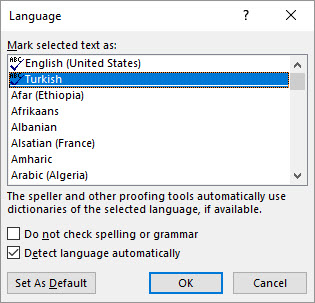 Language
?
Mark selected text as:
ABC English (United States)
ABC Turkish
Afar (Ethiopia)
Afrikaans
Albanian
Alsatian (France)
Amharic
Arabic (Algeria)
The speller and other proofing tools automatically use
dictionaries of the selected language, if available.
Do not check spelling or grammar
Detect language automatically
Set As Default
OK
Cancel